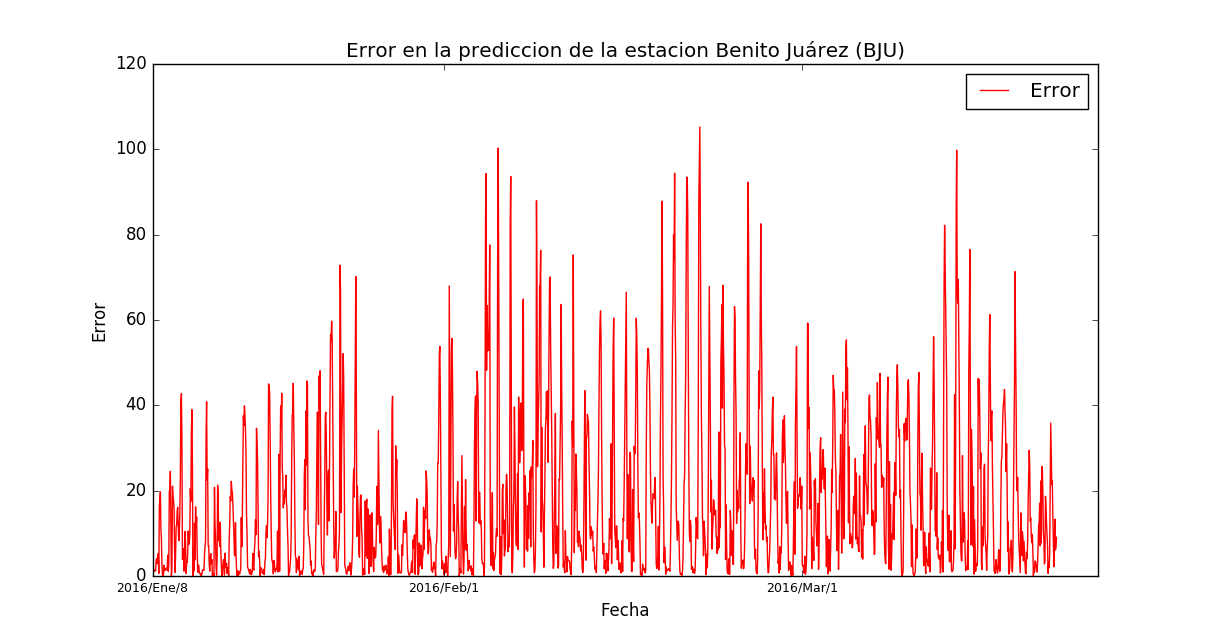 Error en la prediccion de la estacion Benito Juárez (BJU)
120
100
80
60
40
20
0
Error
Error
2016/Ene/8
2016/Feb/1
2016/Mar/1
Fecha